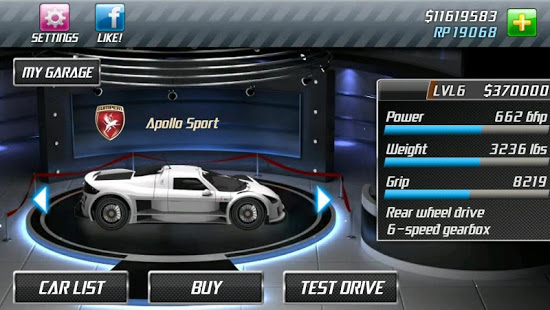 $11619583
RP19068
SETTINGS
LIKE!
MY GARAGE
GUMPERT
Apollo Sport
LVL6 $370000
Power 662 bhp
Weight 3236 lbs
Grip 8219
Rear wheel drive
6-speed gearbox
CAR LIST
BUY
TEST DRIVE